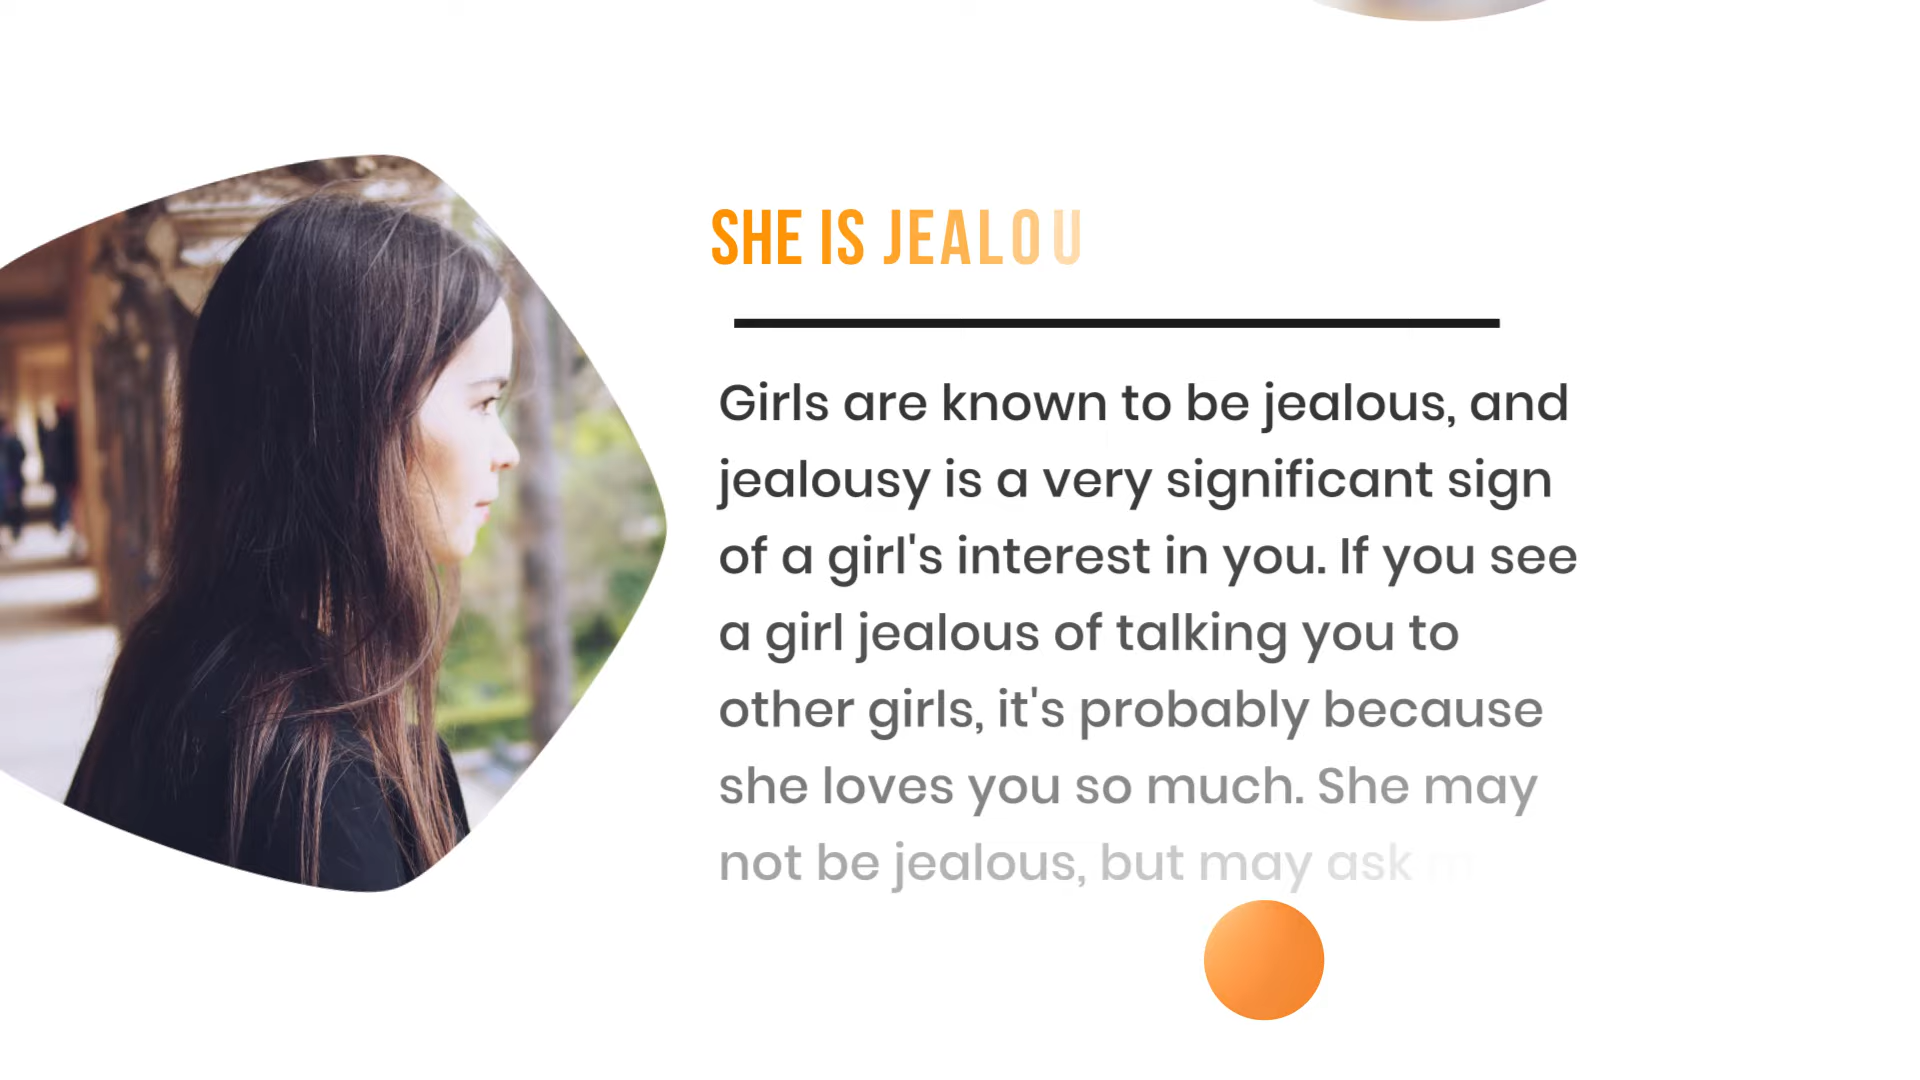 SHE IS JEALOU
Girls are known to be jealous, and
jealousy is a very significant sign
of a girl's interest in you. If you see
a girl jealous of talking you to
other girls, it's probably because
she loves you so much. She may
not be jealous, but may ask m